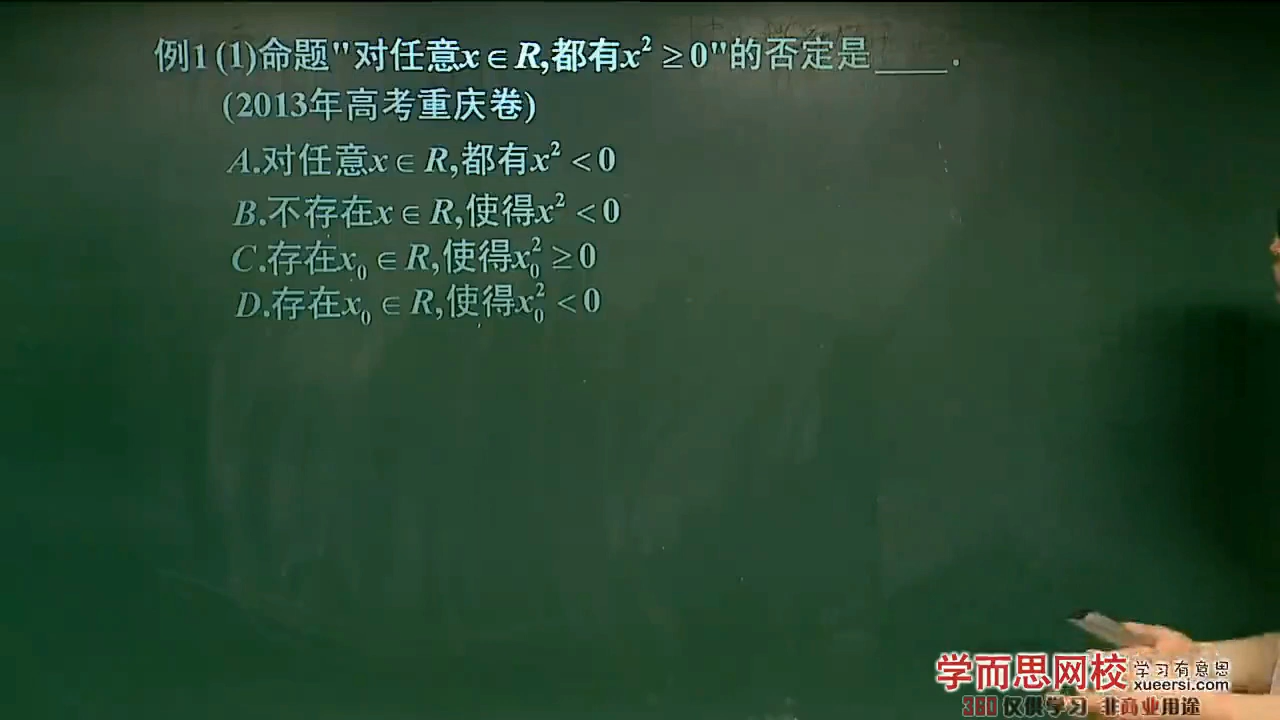 例1 (1)命题"对任意x∈R,都有x²≥0"的否定是____.
(2013年高考重庆卷)
A.对任意x∈R,都有x²<0
B.不存在x∈R,使得x²<0
C.存在x₀∈R,使得x₀²≥0
D.存在x₀∈R,使得x₀²<0
学而思网校 学习有意思
xueersi.com
360 仅供学习 非商业用途